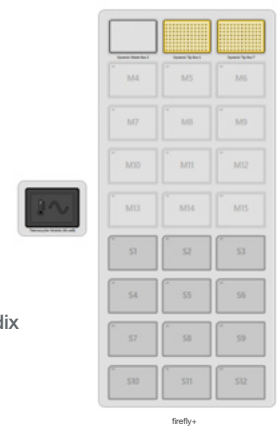 M4 M5 M6
M7 M8 M9
M10 M11 M12
M13 M14 M15
S1 S2 S3
S4 S5 S6
dix
S7 S8 S9
S10 S11 S12
firefly+